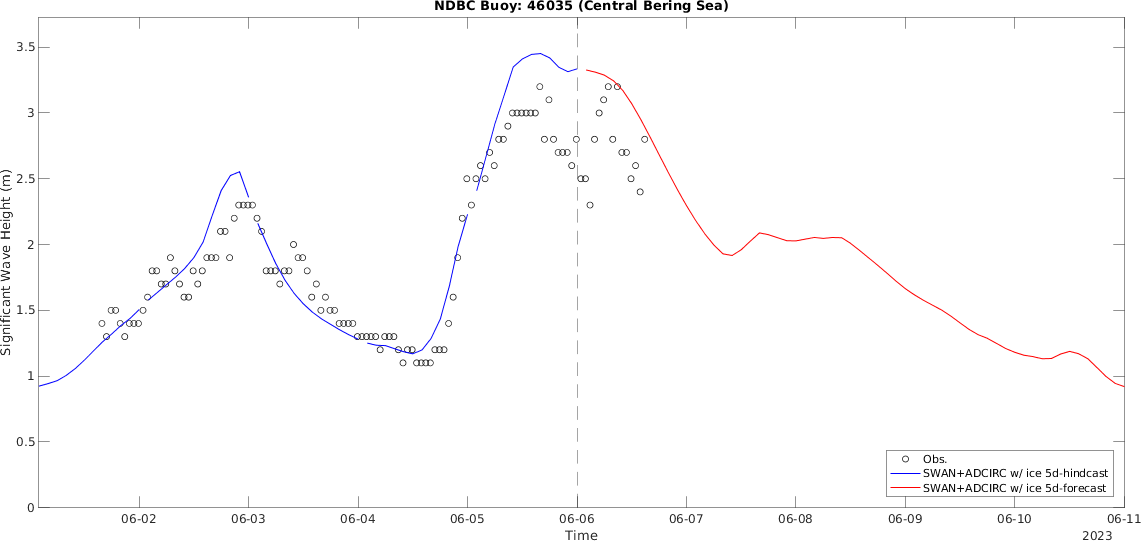 NDBC Buoy: 46035 (Central Bering Sea)
Significant Wave Height (m)
3.5
3
2.5
2
1.5
1
0.5
0
Obs.
SWAN+ADCIRC w/ ice 5d-hindcast
SWAN+ADCIRC w/ ice 5d-forecast
06-02 06-03 06-04 06-05 06-06 06-07 06-08 06-09 06-10 06-11
Time
2023